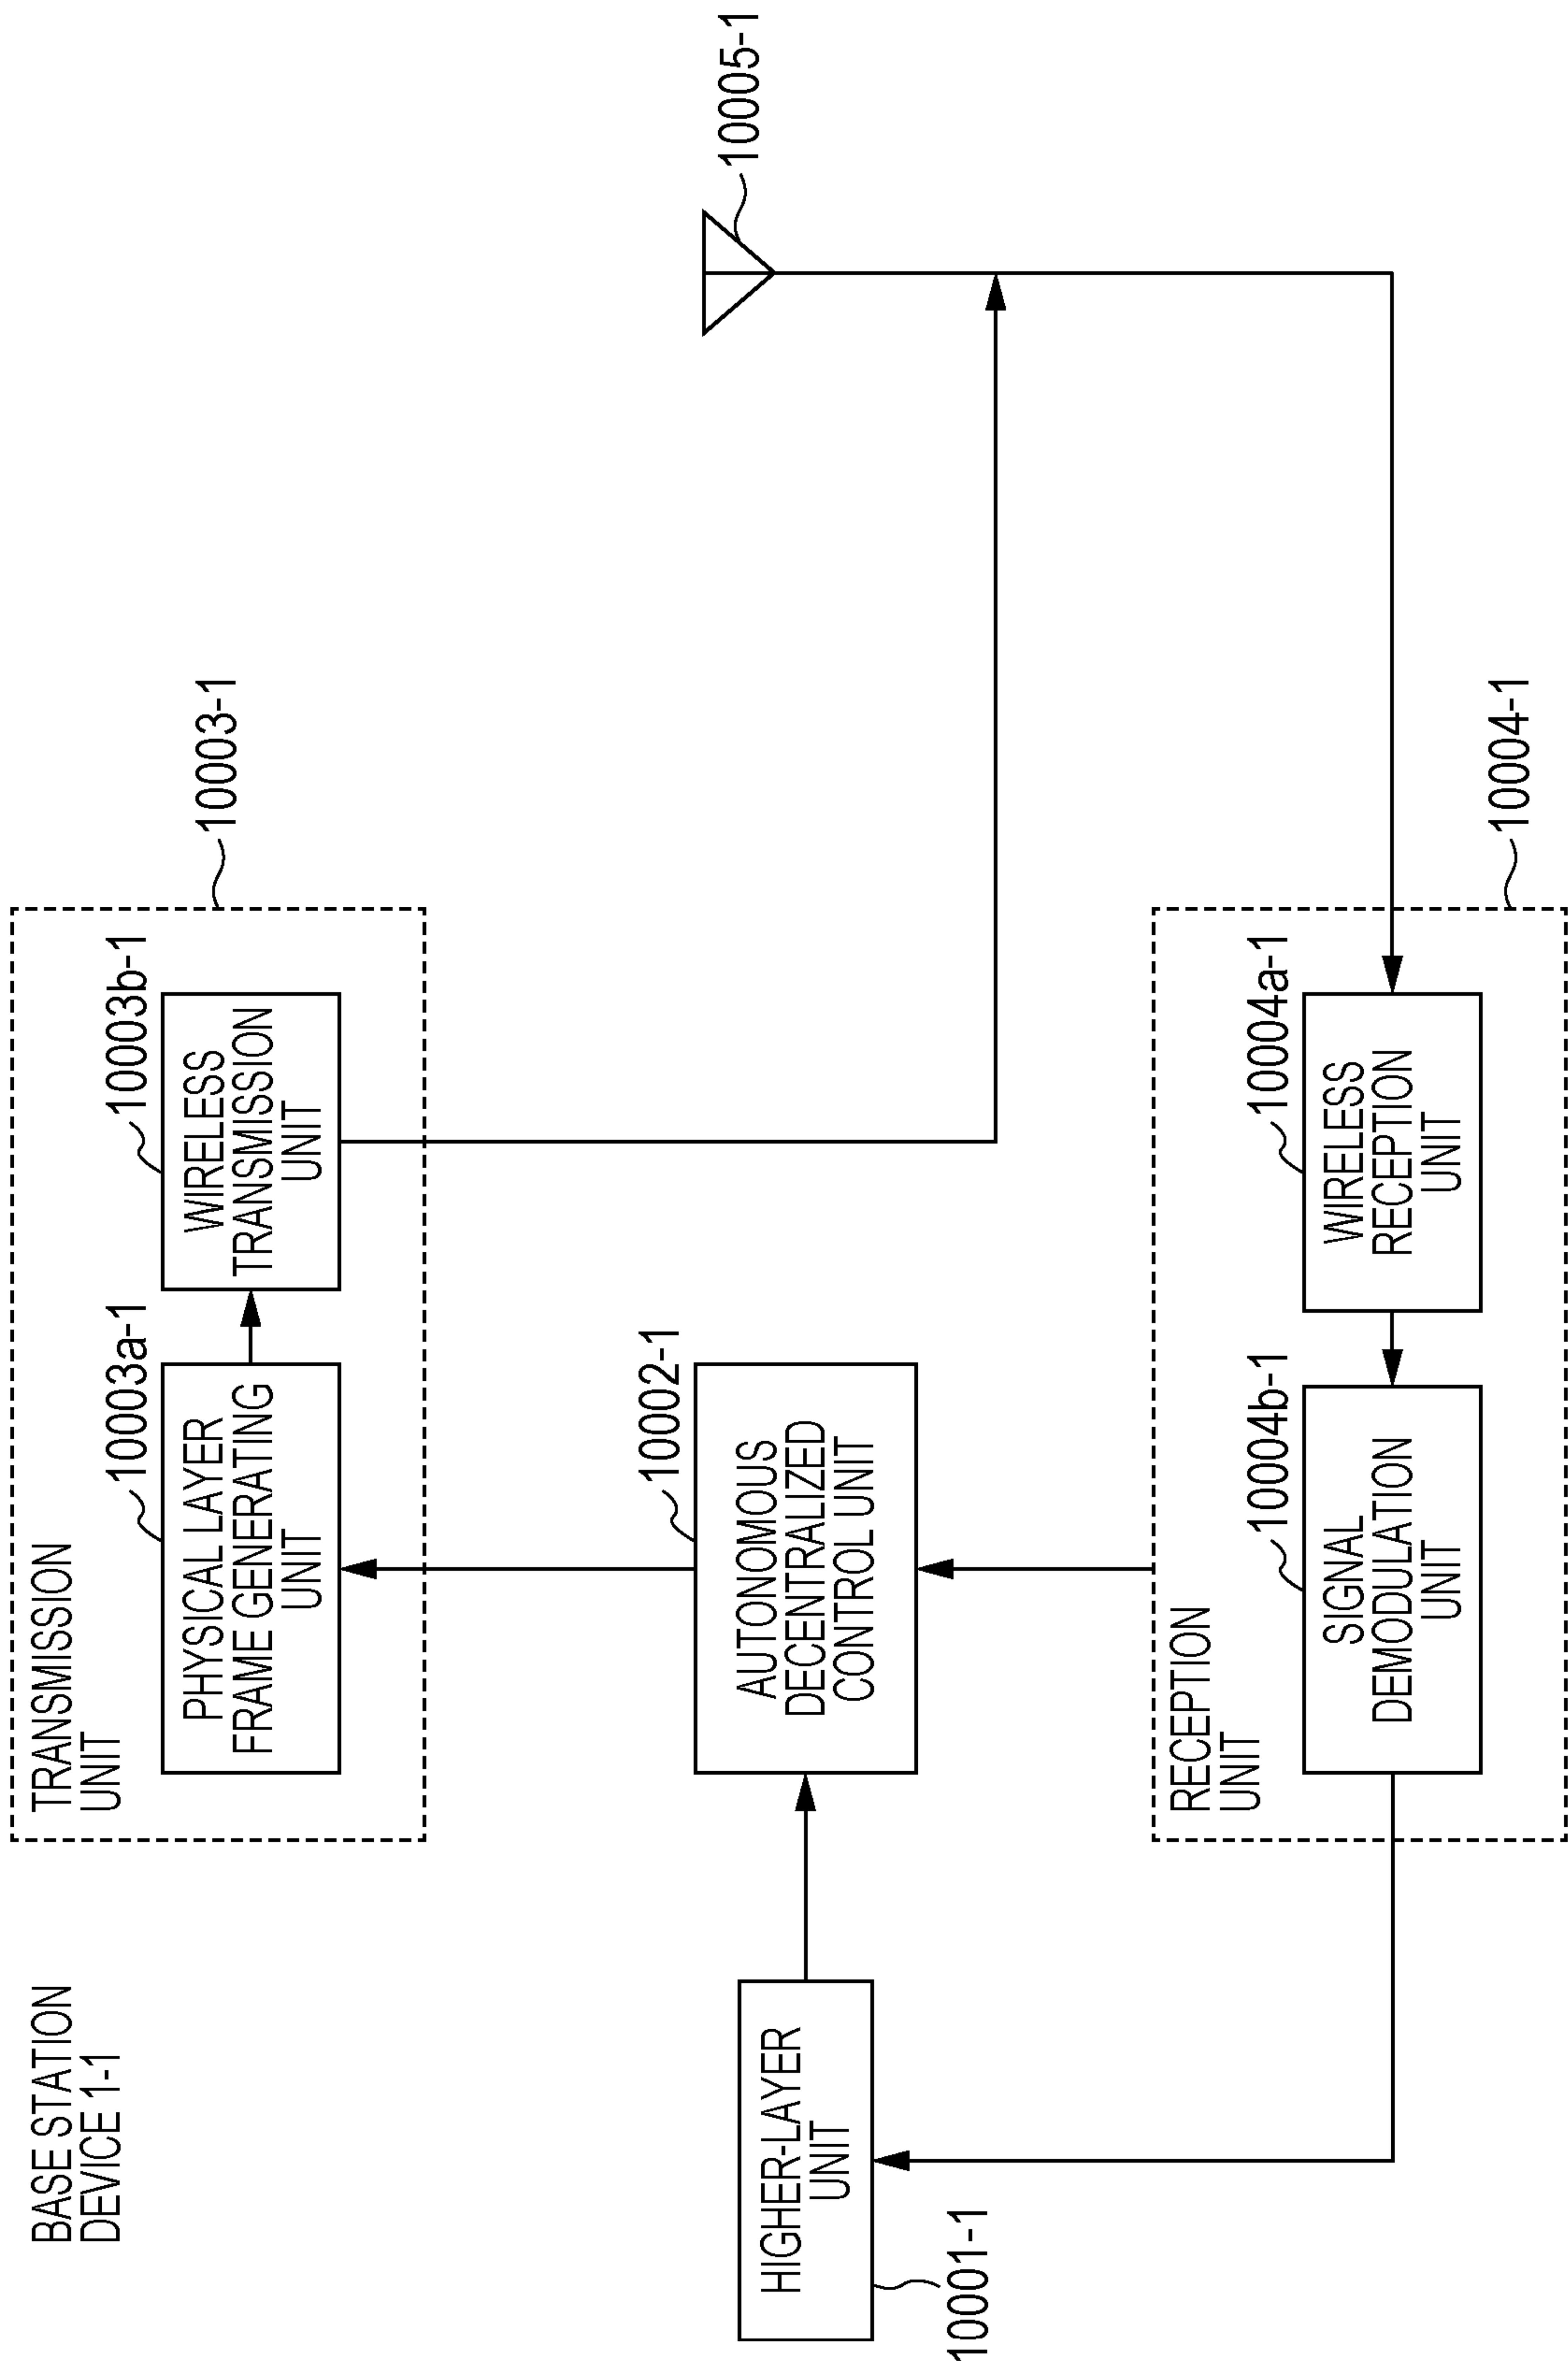 BASE STATION
DEVICE 1-1
TRANSMISSION
UNIT
10003a-1
PHYSICAL LAYER
FRAME GENERATING
UNIT
10003b-1
WIRELESS
TRANSMISSION
UNIT
10003-1
10005-1
HIGHER-LAYER
UNIT
10001-1
10002-1
AUTONOMOUS
DECENTRALIZED
CONTROL UNIT
RECEPTION
UNIT
10004b-1
SIGNAL
DEMODULATION
UNIT
10004a-1
WIRELESS
RECEPTION
UNIT
10004-1